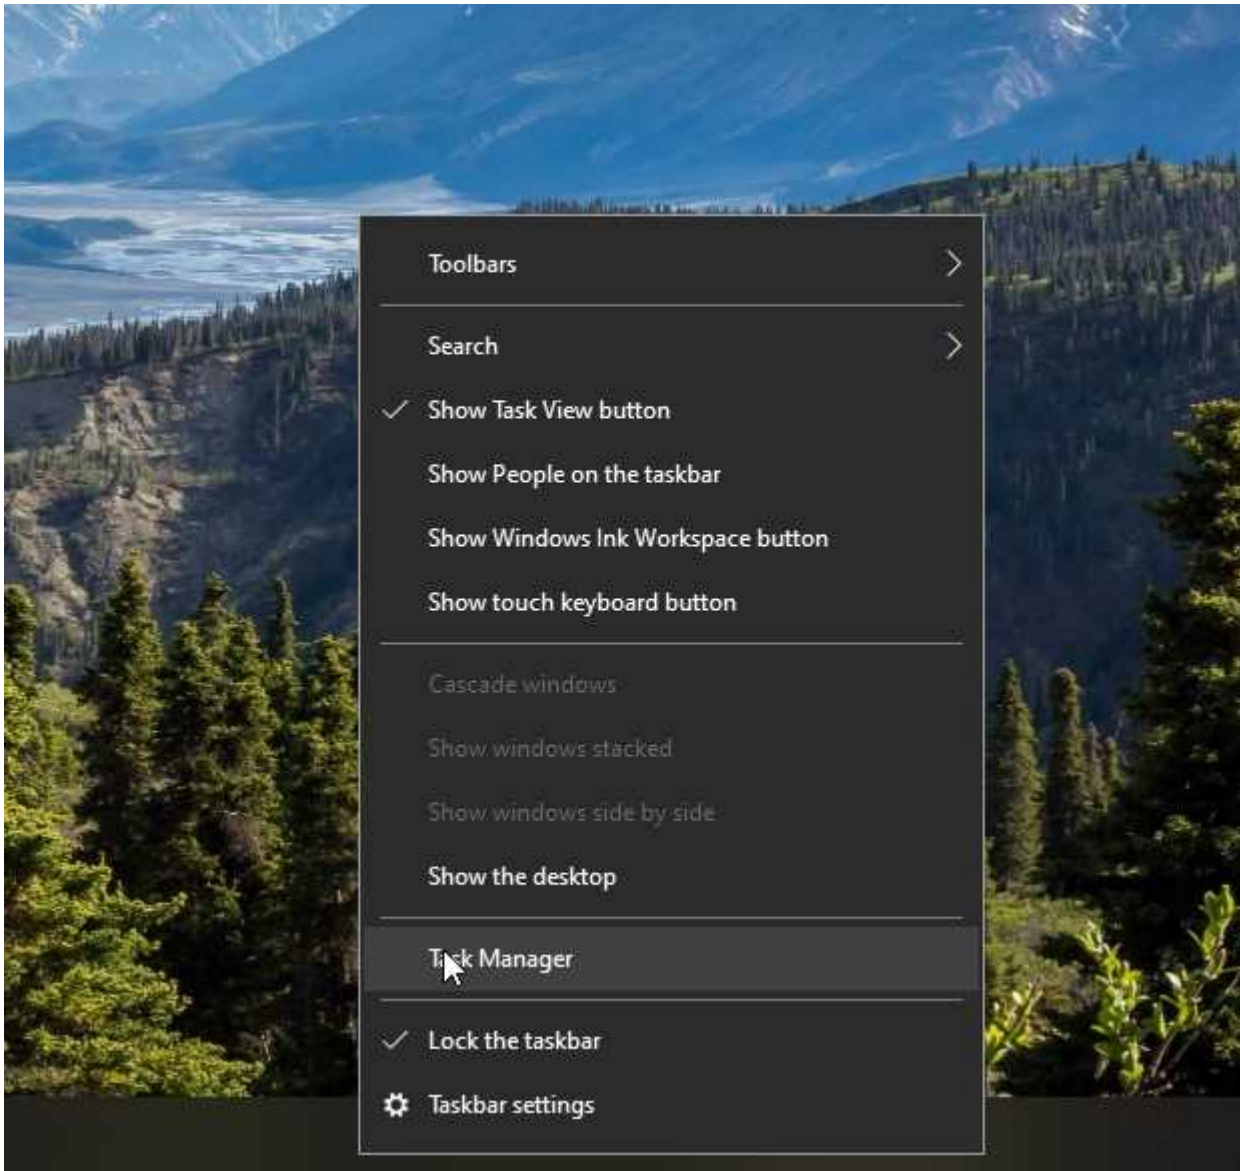 Toolbars
Search
Show Task View button
Show People on the taskbar
Show Windows Ink Workspace button
Show touch keyboard button
Cascade windows
Show windows stacked
Show windows side by side
Show the desktop
Task Manager
Lock the taskbar
Taskbar settings